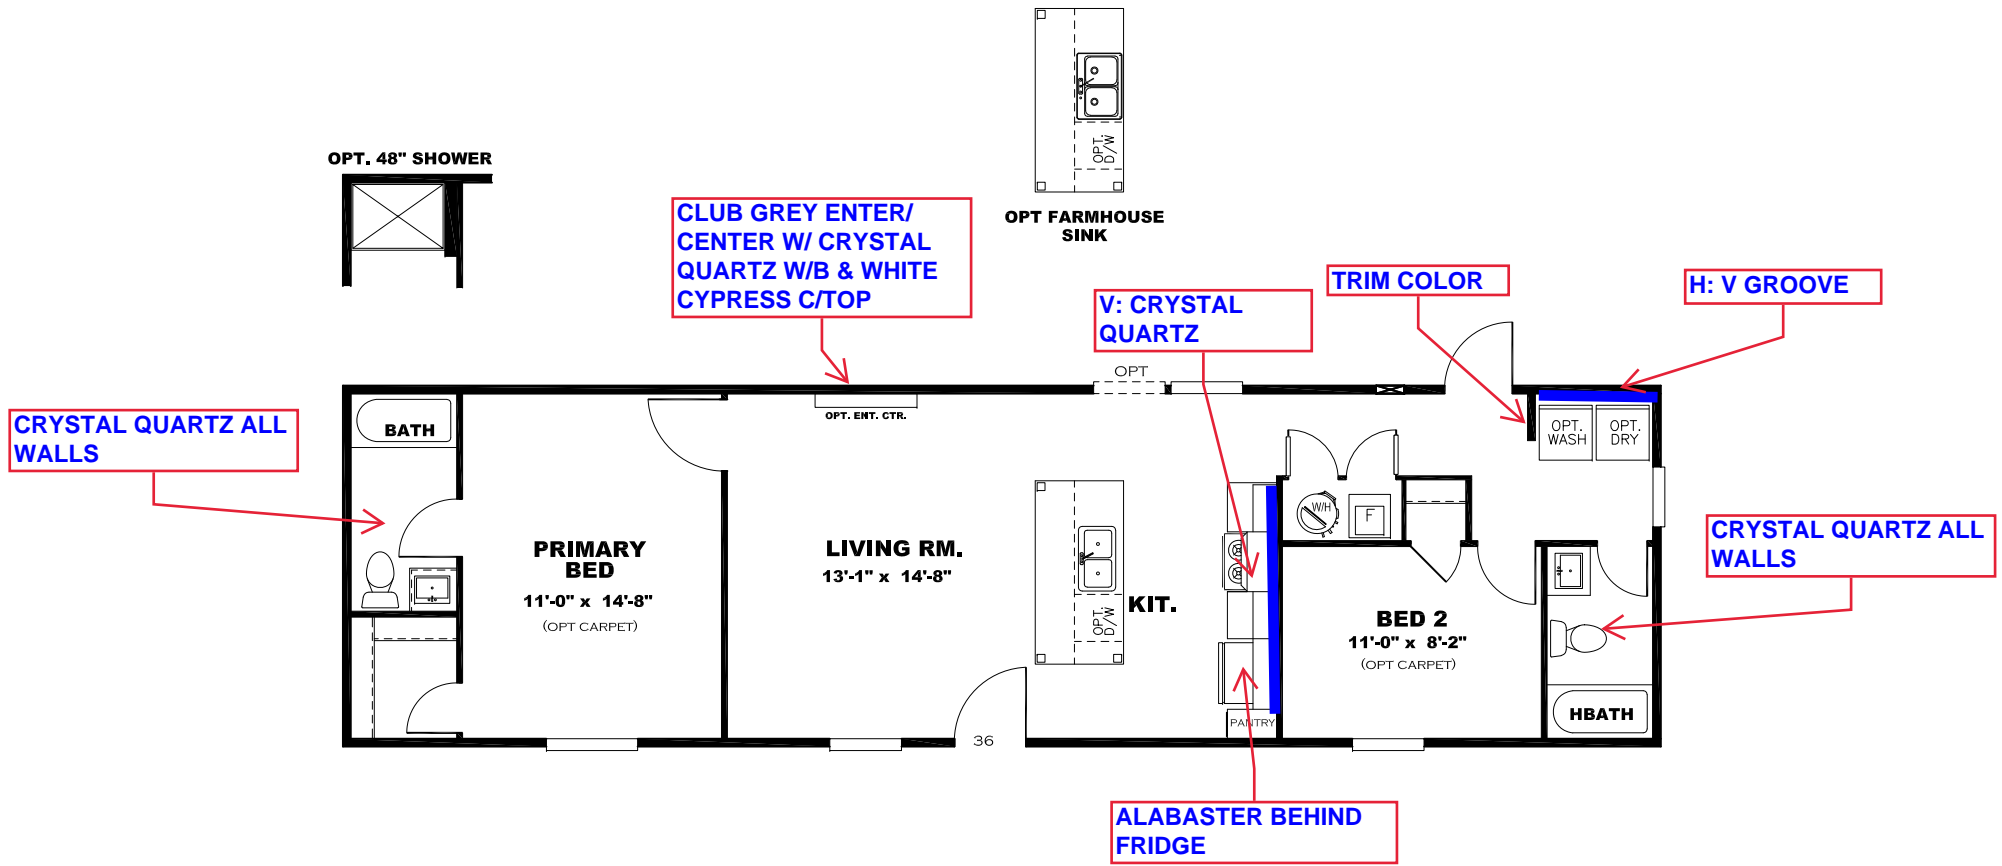 OPT. D/W
OPT. 48" SHOWER
OPT FARMHOUSE
SINK
CLUB GREY ENTER/
CENTER W/ CRYSTAL
QUARTZ W/B & WHITE
CYPRESS C/TOP
TRIM COLOR
H: V GROOVE
V: CRYSTAL
QUARTZ
OPT
CRYSTAL QUARTZ ALL
WALLS
BATH
OPT. ENT. CTR.
OPT.
WASH
OPT.
DRY
W/H
F
PRIMARY
BED
11'-0" x 14'-8"
(OPT CARPET)
LIVING RM.
13'-1" x 14'-8"
OPT.
D/W
KIT.
BED 2
11'-0" x 8'-2"
(OPT CARPET)
CRYSTAL QUARTZ ALL
WALLS
HBATH
PANTRY
36
ALABASTER BEHIND
FRIDGE